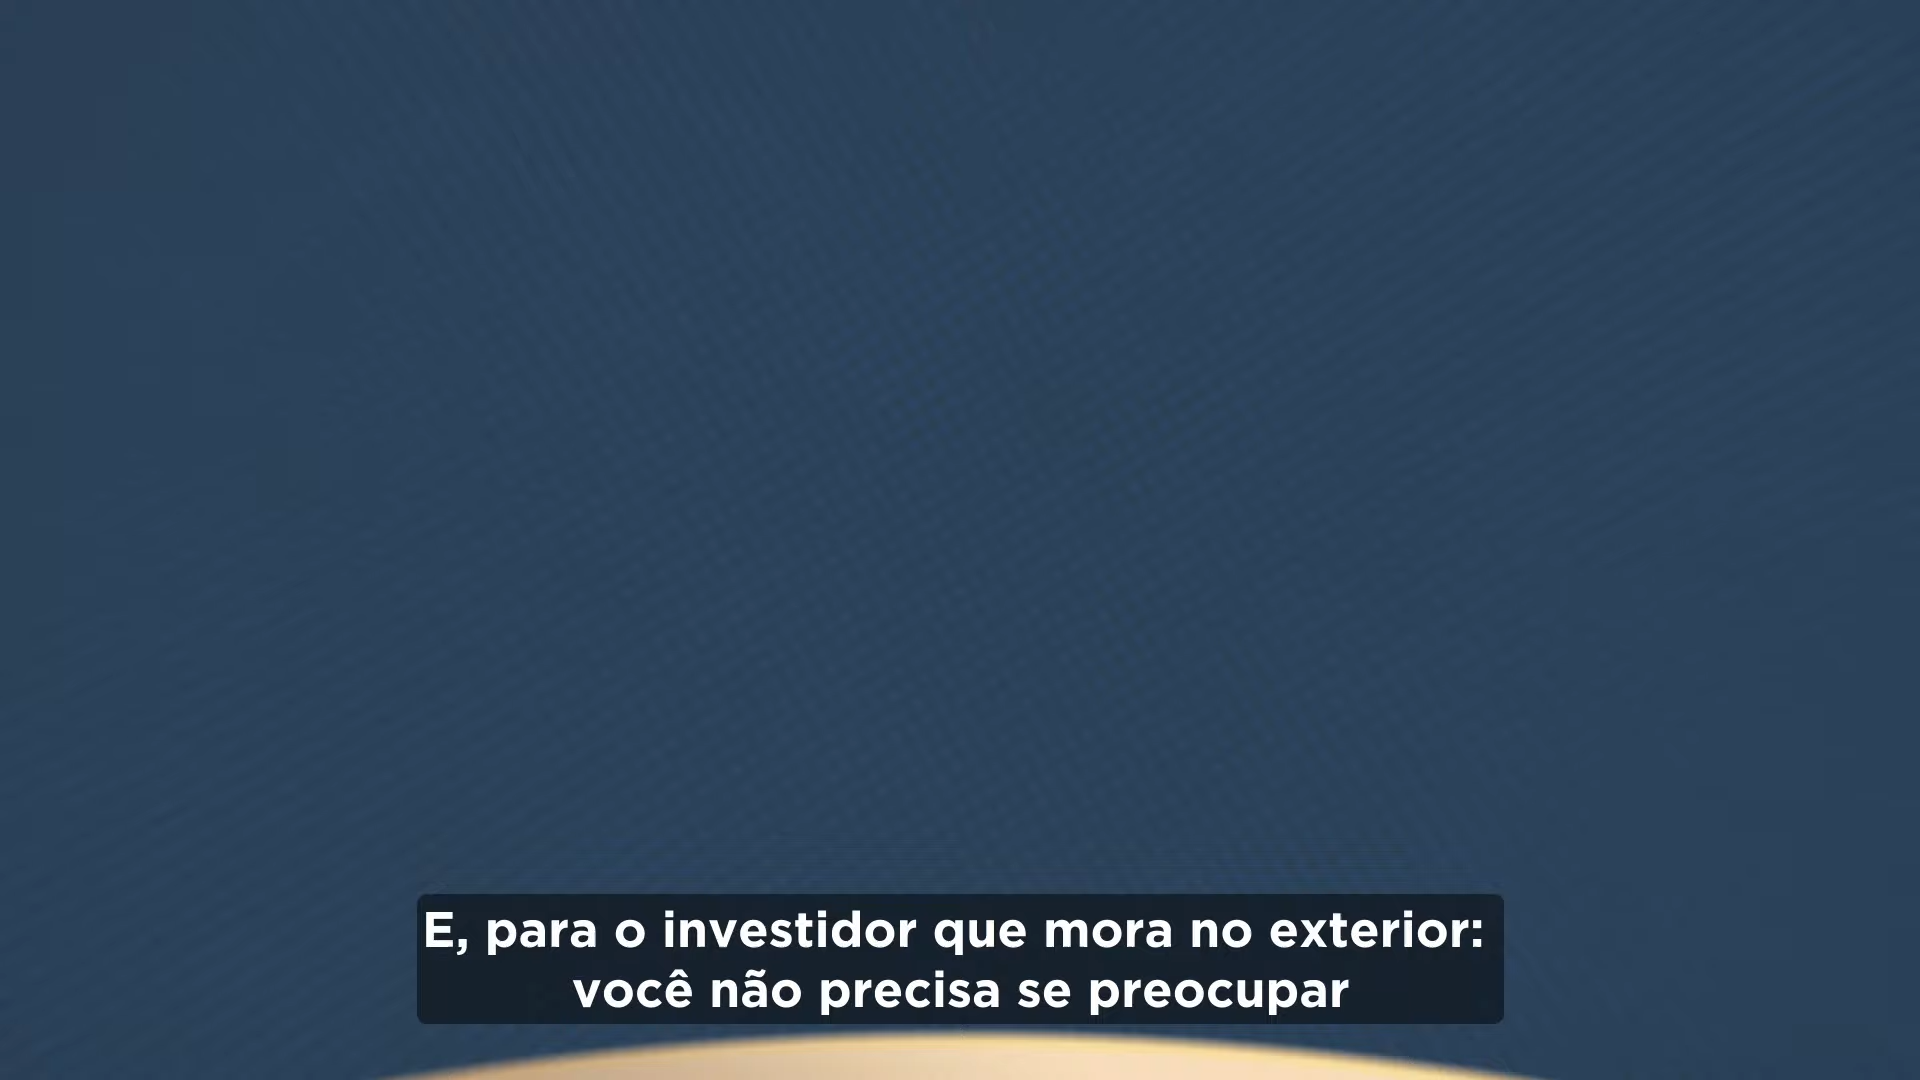 E, para o investidor que mora no exterior:
você não precisa se preocupar